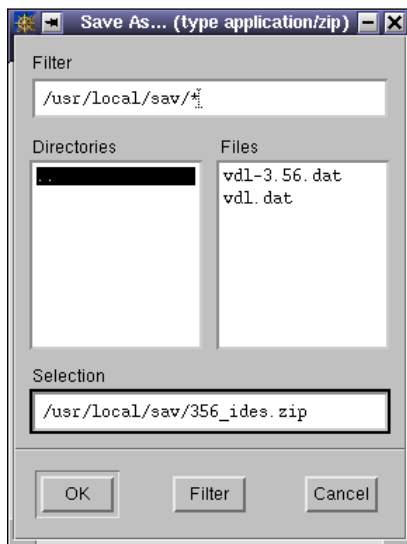 Save As... (type application/zip)
Filter
/usr/local/sav/*
Directories
Files
..
vdl-3.56.dat
vdl.dat
Selection
/usr/local/sav/356_ides.zip
OK
Filter
Cancel